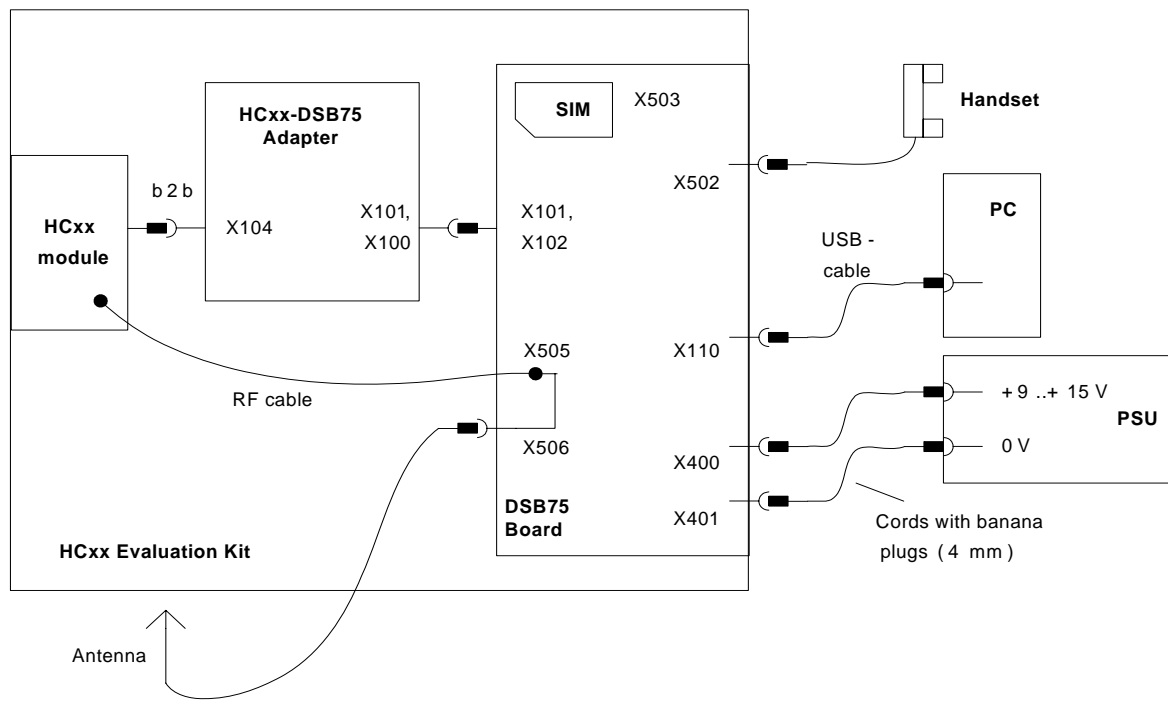 SIM
X503
HCxx-DSB75
Adapter
Handset
X502
b 2 b
HCxx
module
X104
X101,
X100
X101,
X102
PC
USB -
cable
X505
X110
RF cable
+ 9 ..+ 15 V
PSU
0 V
X506
X400
X401
DSB75
Board
Cords with banana
plugs ( 4 mm )
HCxx Evaluation Kit
Antenna